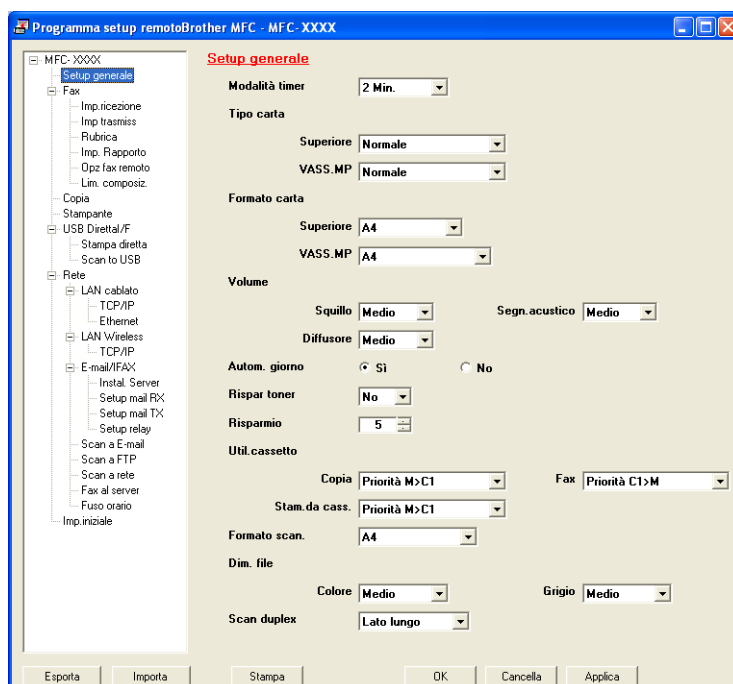 Programma setup remotoBrother MFC - MFC-XXXX
MFC-XXXX
Setup generale
Fax
Imp.ricezione
Imp trasmiss
Rubrica
Imp. Rapporto
Opz fax remoto
Lim. composiz.
Copia
Stampante
USB DirettaI/F
Stampa diretta
Scan to USB
Rete
LAN cablato
TCP/IP
Ethernet
LAN Wireless
TCP/IP
E-mail/IFAX
Instal. Server
Setup mail RX
Setup mail TX
Setup relay
Scan a E-mail
Scan a FTP
Scan a rete
Fax al server
Fuso orario
Imp.iniziale
Setup generale
Modalità timer 2 Min.
Tipo carta
Superiore Normale
VASS.MP Normale
Formato carta
Superiore A4
VASS.MP A4
Volume
Squillo Medio Segn.acustico Medio
Diffusore Medio
Autom. giorno Sì No
Rispar toner No
Risparmio 5
Util.cassetto
Copia Priorità M>C1 Fax Priorità C1>M
Stam.da cass. Priorità M>C1
Formato scan. A4
Dim. file
Colore Medio Grigio Medio
Scan duplex Lato lungo
Esporta Importa Stampa OK Cancella Applica